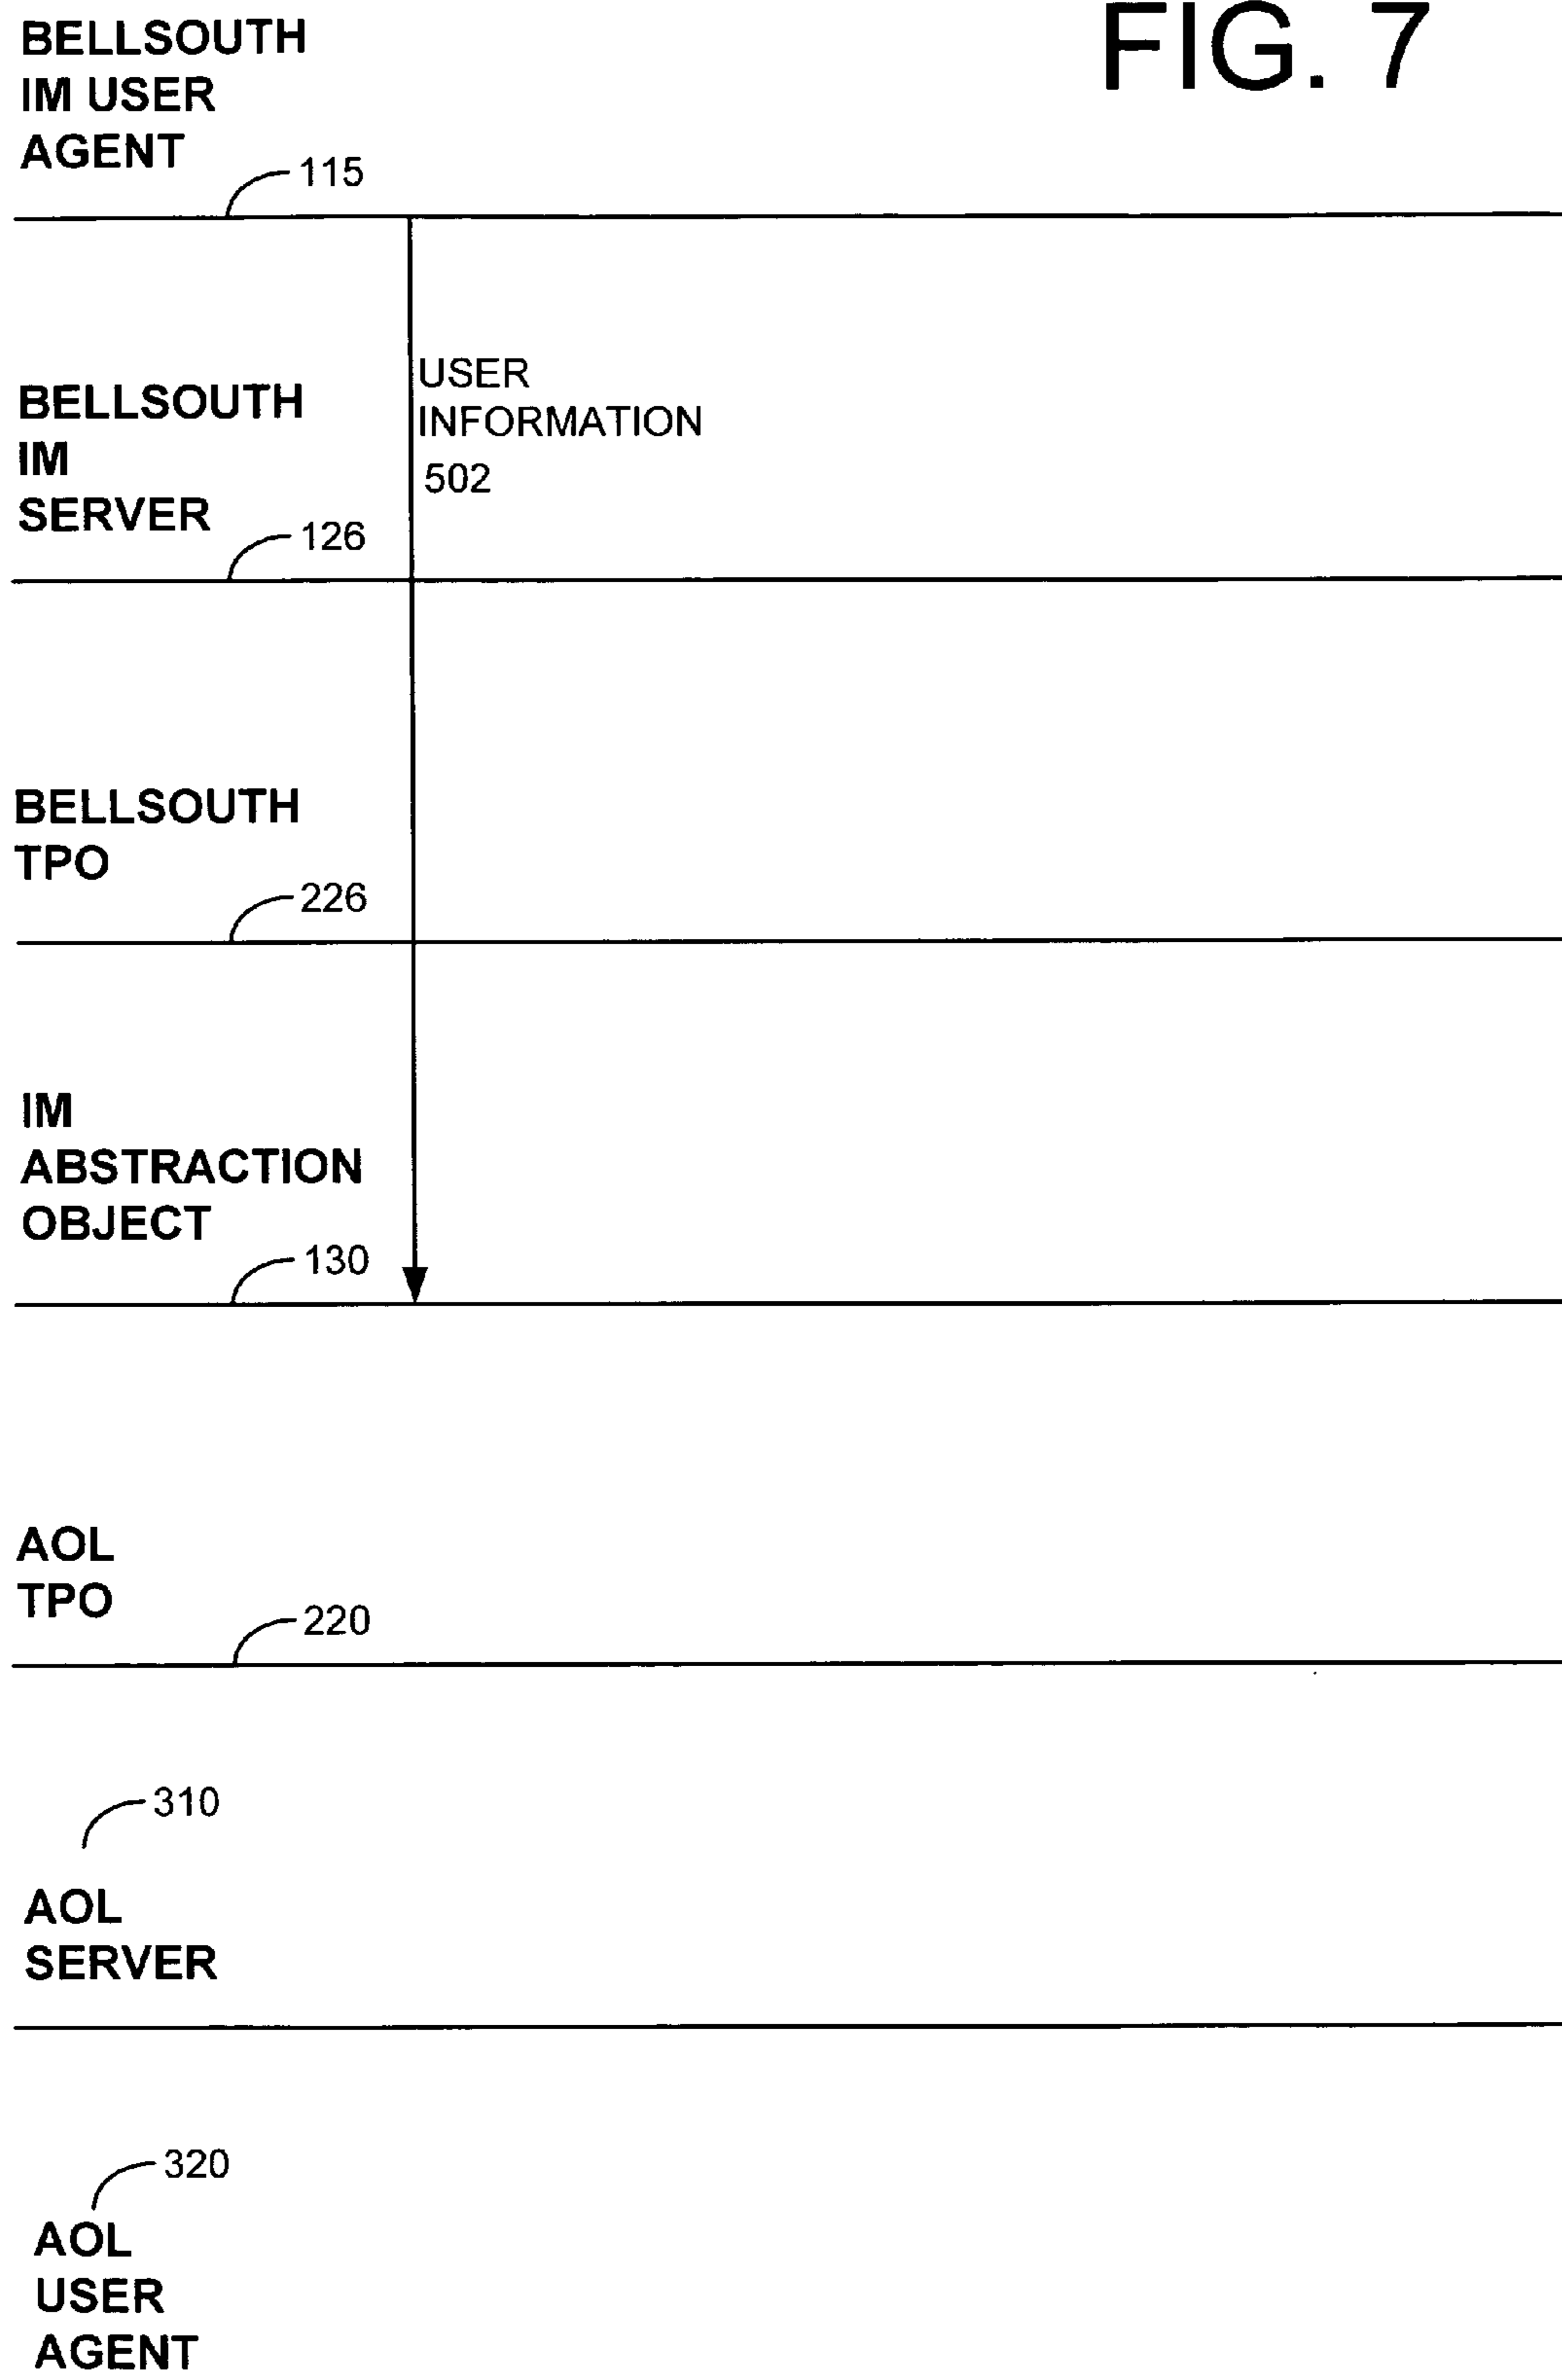 FIG. 7
BELLSOUTH
IM USER
AGENT
115
USER
INFORMATION
502
BELLSOUTH
IM
SERVER
126
BELLSOUTH
TPO
226
IM
ABSTRACTION
OBJECT
130
AOL
TPO
220
310
AOL
SERVER
320
AOL
USER
AGENT